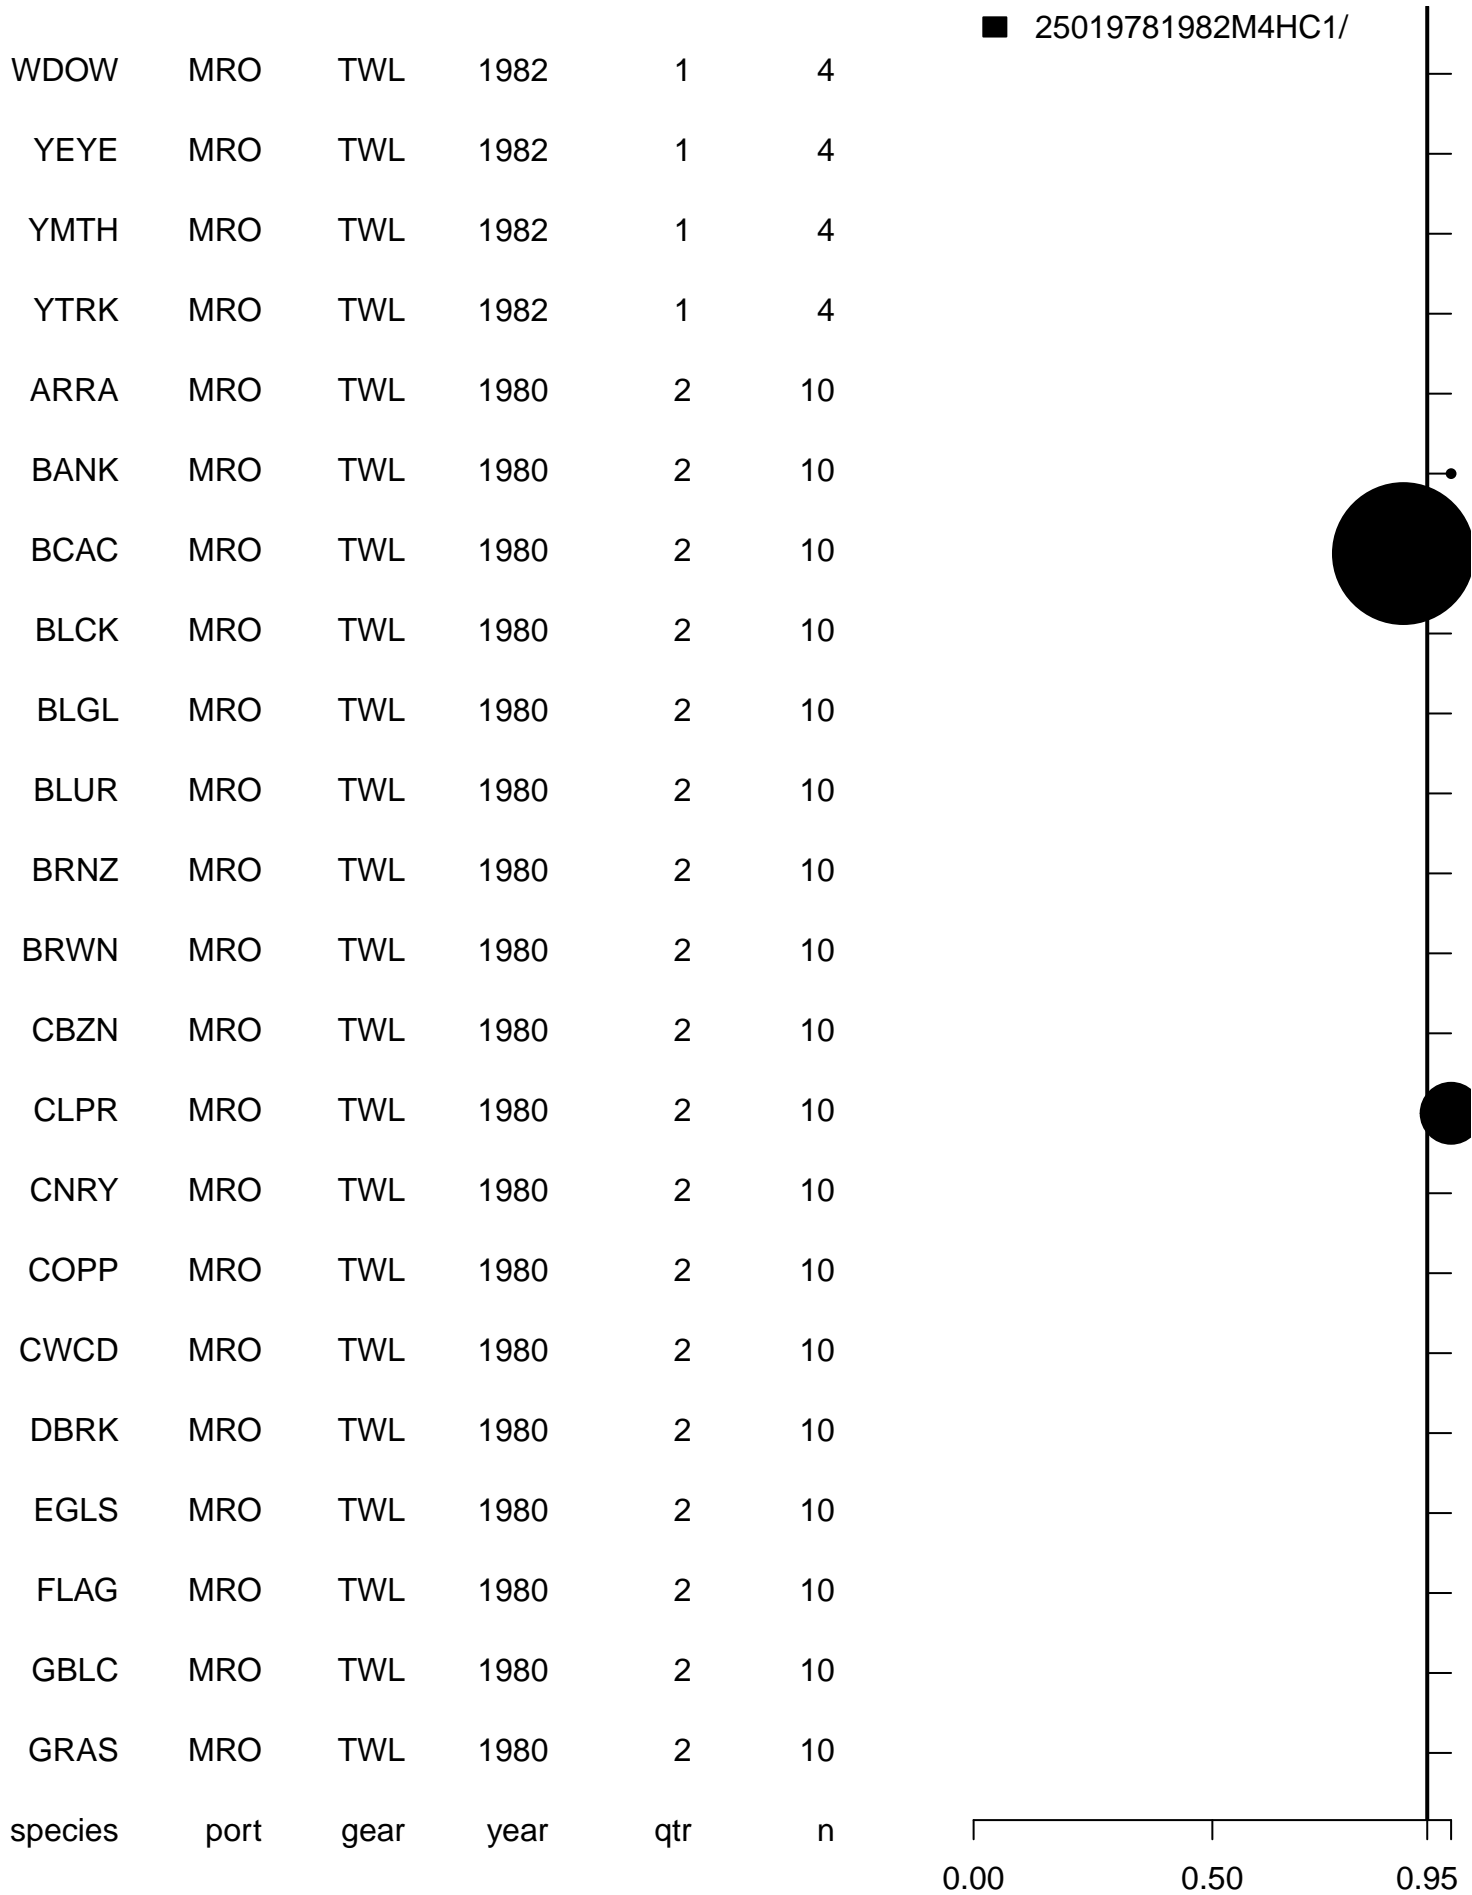 25019781982M4HC1/
WDOW MRO TWL 1982 1 4
YEYE MRO TWL 1982 1 4
YMTH MRO TWL 1982 1 4
YTRK MRO TWL 1982 1 4
ARRA MRO TWL 1980 2 10
BANK MRO TWL 1980 2 10
BCAC MRO TWL 1980 2 10
BLCK MRO TWL 1980 2 10
BLGL MRO TWL 1980 2 10
BLUR MRO TWL 1980 2 10
BRNZ MRO TWL 1980 2 10
BRWN MRO TWL 1980 2 10
CBZN MRO TWL 1980 2 10
CLPR MRO TWL 1980 2 10
CNRY MRO TWL 1980 2 10
COPP MRO TWL 1980 2 10
CWCD MRO TWL 1980 2 10
DBRK MRO TWL 1980 2 10
EGLS MRO TWL 1980 2 10
FLAG MRO TWL 1980 2 10
GBLC MRO TWL 1980 2 10
GRAS MRO TWL 1980 2 10
species port gear year qtr n
0.00 0.50 0.95